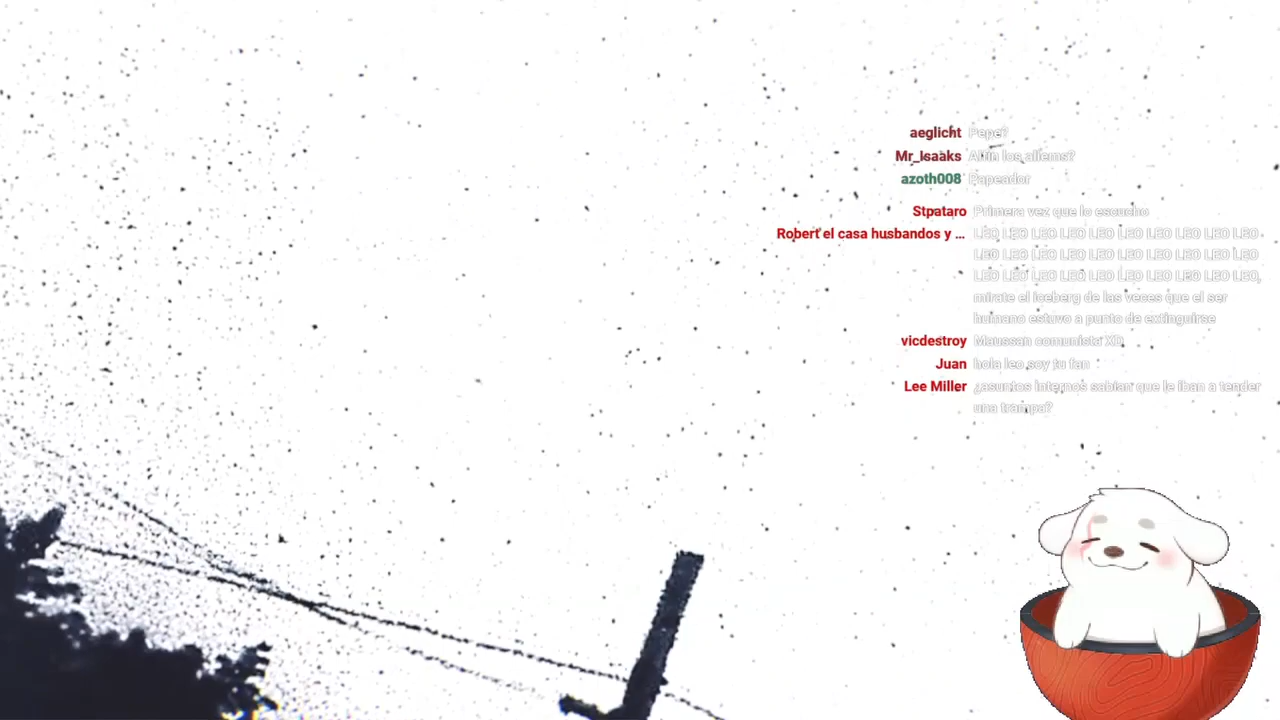 aeglicht Pepe?
Mr_Isaaks los aliems?
azoth008 Papeador
Stpataro Primera vez que lo escucho
Robert el casa husbandos y ... LEO LEO LEO LEO LEO LEO LEO LEO LEO LEO
LEO LEO LEO LEO LEO LEO LEO LEO LEO LEO
LEO LEO LEO LEO LEO LEO LEO LEO LEO LEO,
mirate el iceberg de las veces que el ser
humano estuvo a punto de extinguirse
vicdestroy Maussan comunista XD
Juan hola leo soy tu fan
Lee Miller ¿asuntos internos sabian que le iban a tender
una trampa?